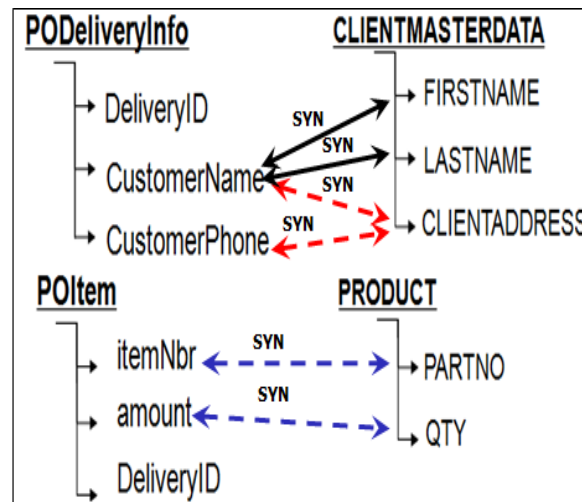 PODeliveryInfo
CLIENTMASTERDATA
DeliveryID
FIRSTNAME
SYN
SYN
LASTNAME
CustomerName
SYN
CLIENTADDRESS
SYN
CustomerPhone
POItem
PRODUCT
itemNbr
SYN
PARTNO
amount
SYN
QTY
DeliveryID